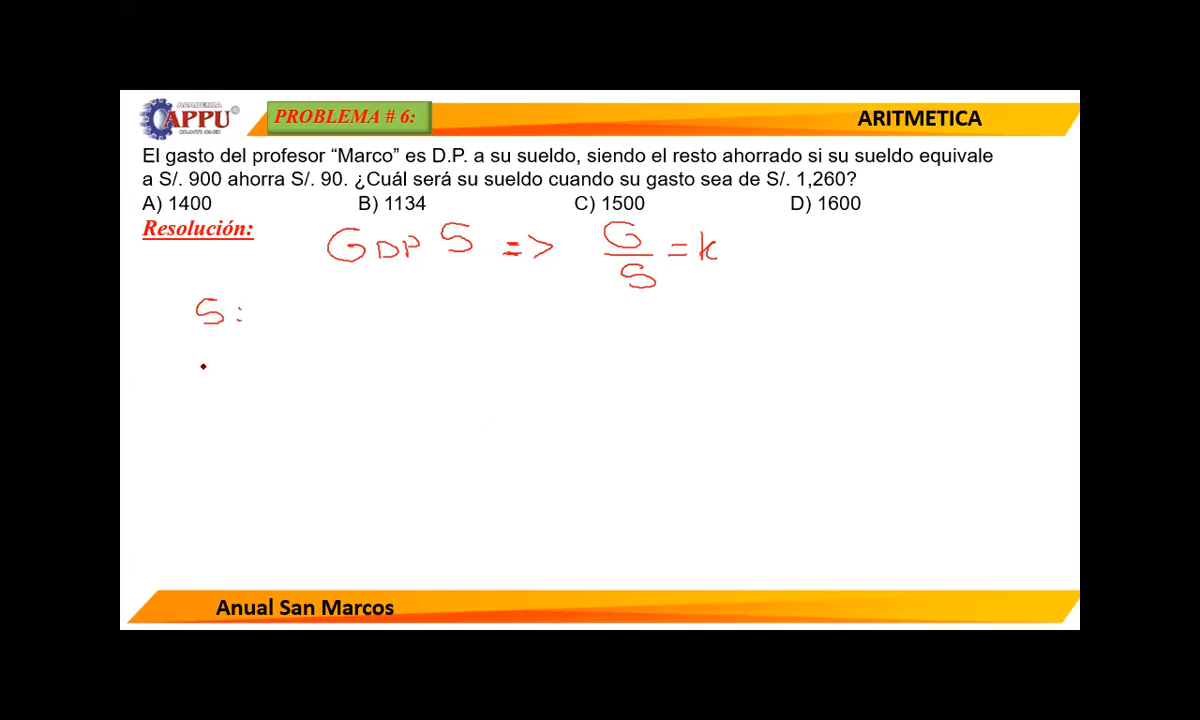 ACADEMIA
APPU
PROBLEMA # 6:
ARITMETICA
El gasto del profesor “Marco” es D.P. a su sueldo, siendo el resto ahorrado si su sueldo equivale
a S/. 900 ahorra S/. 90. ¿Cuál será su sueldo cuando su gasto sea de S/. 1,260?
A) 1400 B) 1134 C) 1500 D) 1600
Resolución:
G DP S => G/S = k
S :
Anual San Marcos